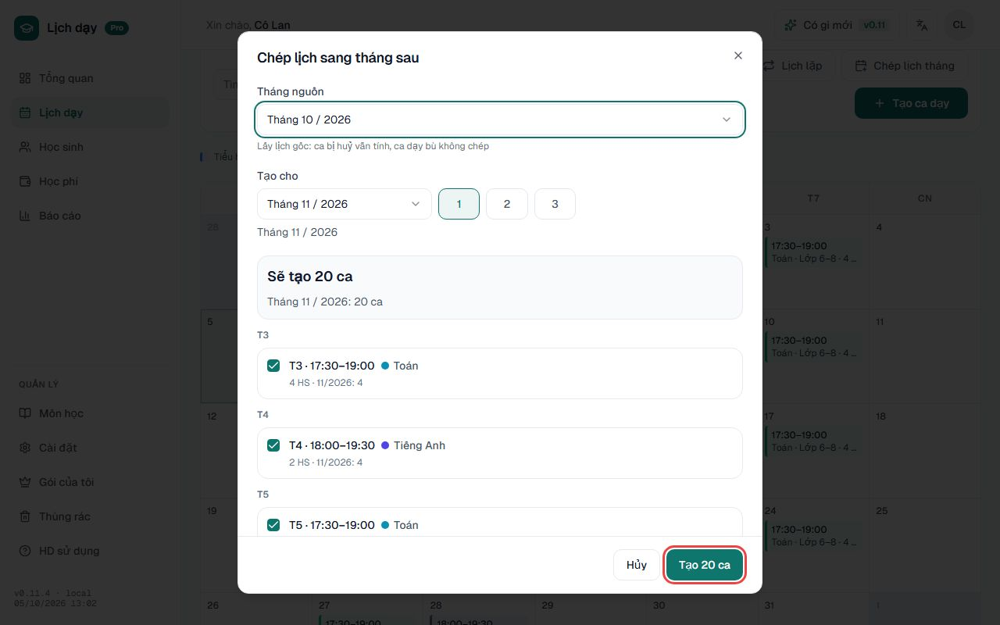 Lịch dạy Pro
Xin chào, Cô Lan
Có gì mới v0.11
CL
Tổng quan
Lịch dạy
Học sinh
Học phí
Báo cáo
QUẢN LÝ
Môn học
Cài đặt
Gói của tôi
Thùng rác
HD sử dụng
v0.11.4 · local
05/10/2026 13:02
Lịch lặp
Chép lịch tháng
Tạo ca dạy
Chép lịch sang tháng sau
Tháng nguồn
Tháng 10 / 2026
Lấy lịch gốc: ca bị huỷ vẫn tính, ca dạy bù không chép
Tạo cho
Tháng 11 / 2026
1
2
3
Tháng 11 / 2026
Sẽ tạo 20 ca
Tháng 11 / 2026: 20 ca
T3
T3 · 17:30–19:00 Toán
4 HS · 11/2026: 4
T4
T4 · 18:00–19:30 Tiếng Anh
2 HS · 11/2026: 4
T5
T5 · 17:30–19:00 Toán
Hủy
Tạo 20 ca
T7
CN
28
3
17:30–19:00
Toán · Lớp 6–8 · 4 ...
4
5
10
17:30–19:00
Toán · Lớp 6–8 · 4 ...
11
12
17
17:30–19:00
Toán · Lớp 6–8 · 4 ...
18
19
24
17:30–19:00
Toán · Lớp 6–8 · 4 ...
25
26
27
28
29
30
31
1
17:30–19:00
18:00–19:30